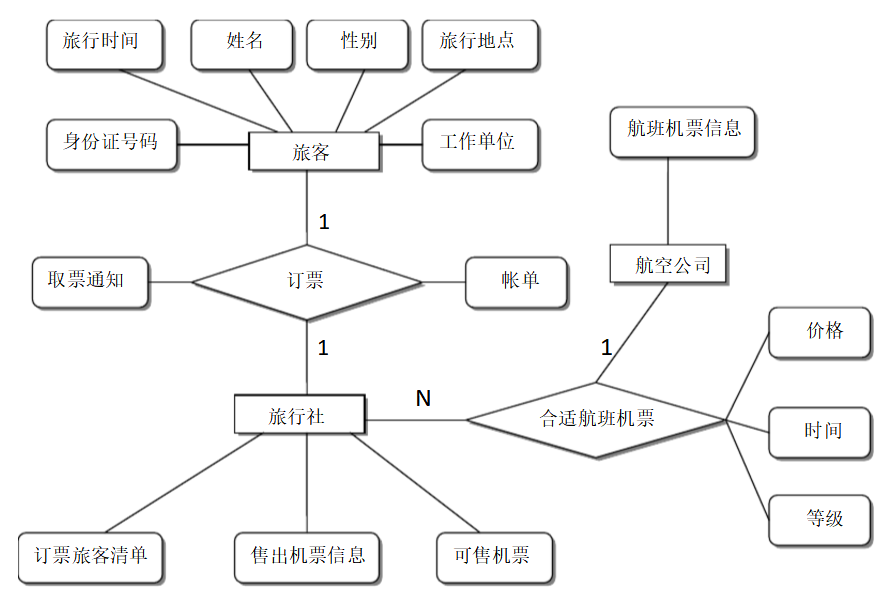 旅行时间
姓名
性别
旅行地点
身份证号码
旅客
工作单位
航班机票信息
1
取票通知
订票
帐单
航空公司
1
1
价格
旅行社
N
合适航班机票
时间
等级
订票旅客清单
售出机票信息
可售机票